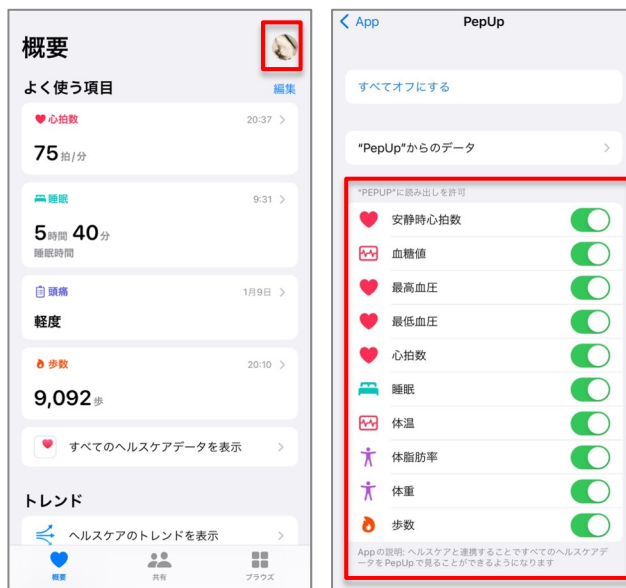 概要
よく使う項目 編集
心拍数 20:37
75 拍/分
睡眠 9:31
5時間 40分
睡眠時間
頭痛 1月9日
軽度
歩数 20:10
9,092歩
すべてのヘルスケアデータを表示
トレンド
ヘルスケアのトレンドを表示
概要 共有 ブラウズ
App PepUp
すべてオフにする
"PepUp"からのデータ
"PEPUP"に読み出しを許可
安静時心拍数
血糖値
最高血圧
最低血圧
心拍数
睡眠
体温
体脂肪率
体重
歩数
Appの説明: ヘルスケアと連携することですべてのヘルスケアデ
ータをPepUpで見ることができるようになります